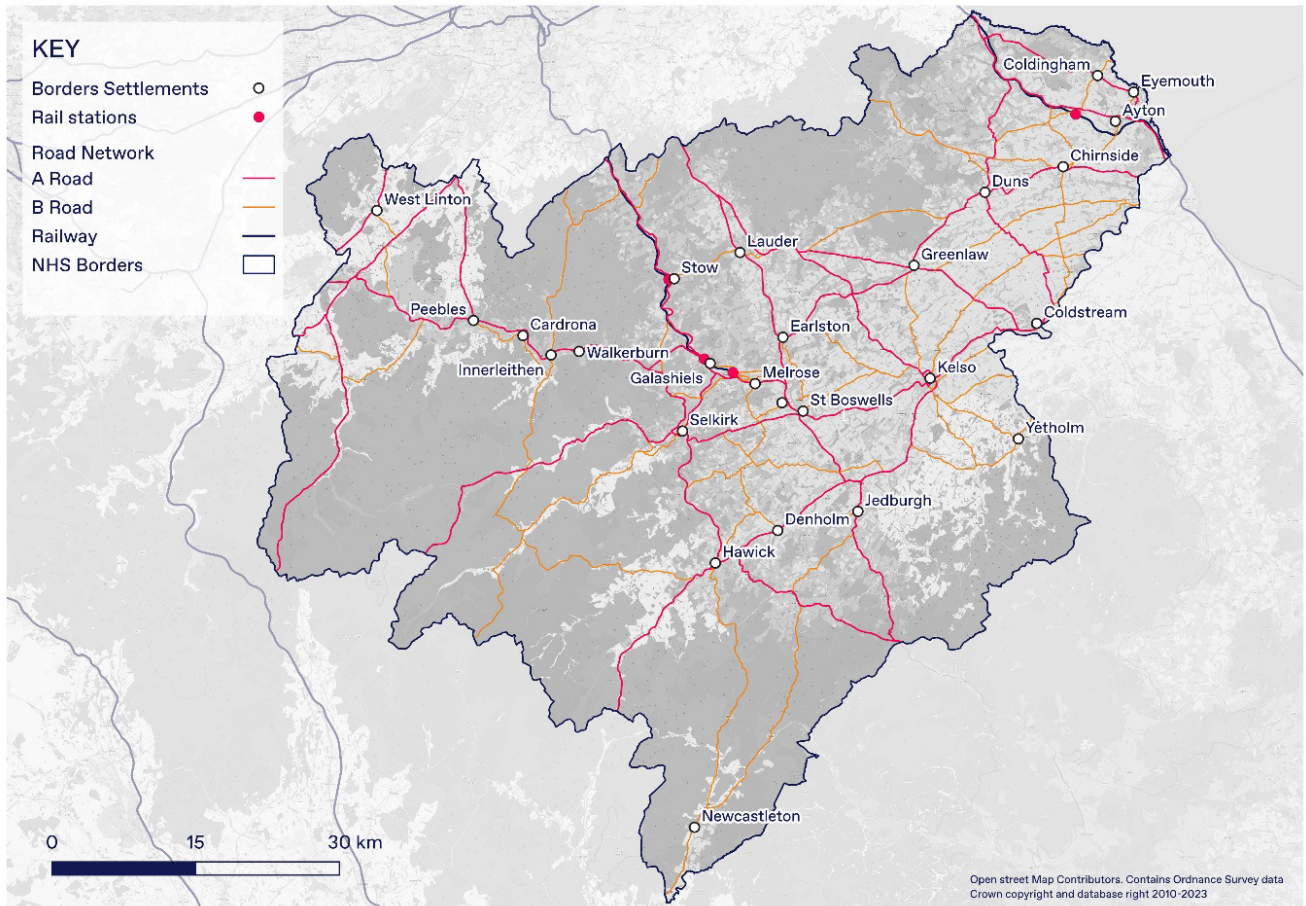 KEY
Borders Settlements
Rail stations
Road Network
A Road
B Road
Railway
NHS Borders
Coldingham
Eyemouth
Ayton
Chirnside
Duns
West Linton
Lauder
Greenlaw
Stow
Peebles
Cardrona
Earlston
Coldstream
Innerleithen
Walkerburn
Galashiels
Melrose
Kelso
St Boswells
Selkirk
Yetholm
Jedburgh
Denholm
Hawick
Newcastleton
0 15 30 km
Open street Map Contributors. Contains Ordnance Survey data
Crown copyright and database right 2010-2023